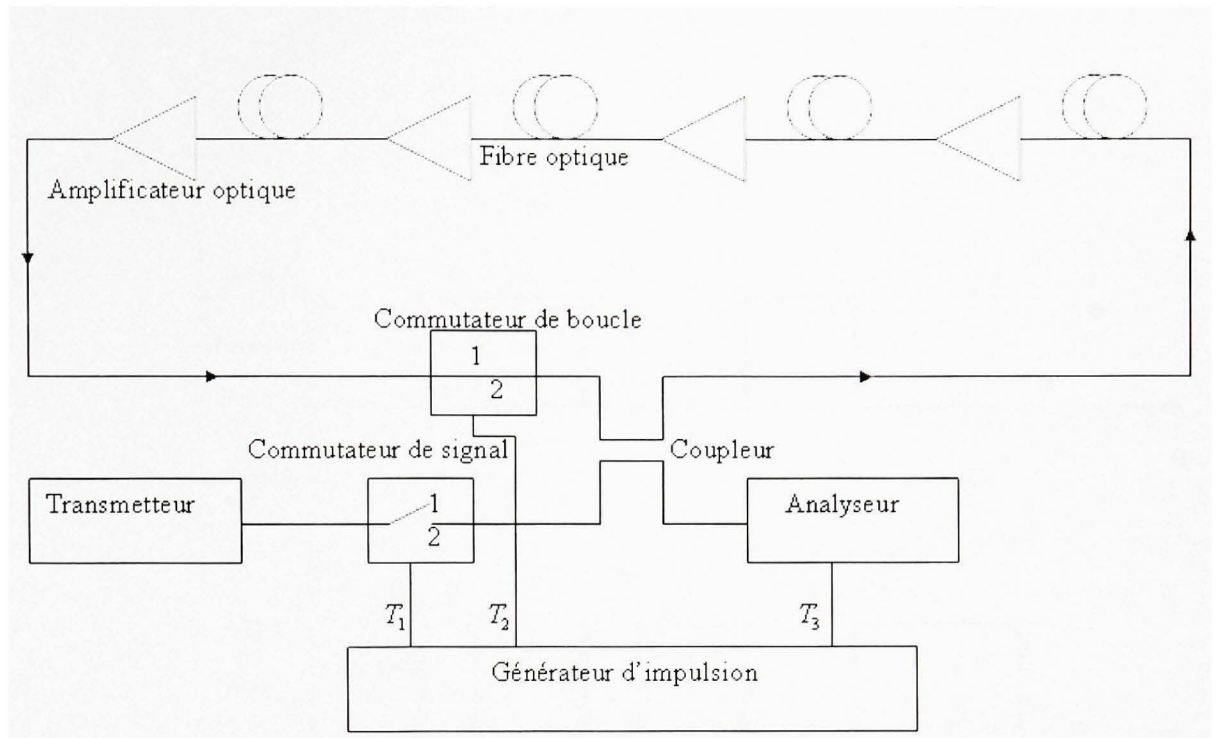 Fibre optique
Amplificateur optique
Commutateur de boucle
1
2
Commutateur de signal
Coupleur
Transmetteur
1
2
Analyseur
T₁
T₂
T₃
Générateur d'impulsion